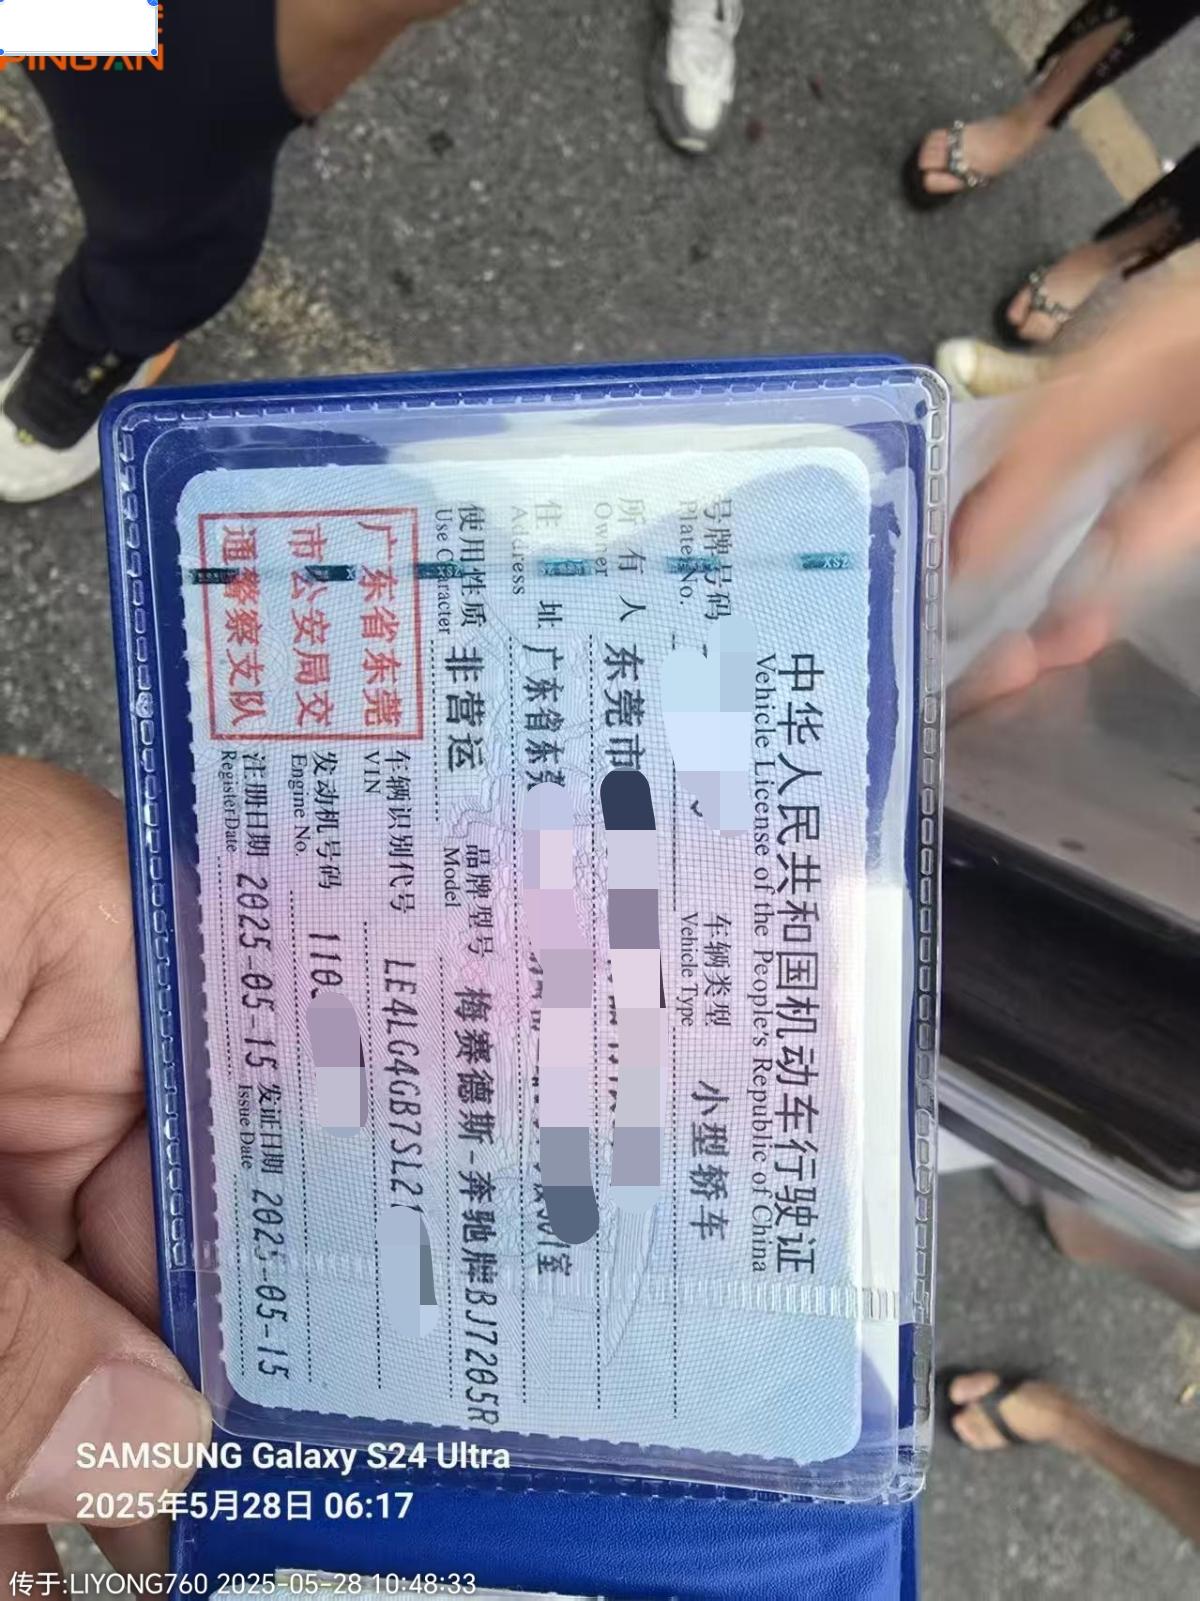 PING AN
中华人民共和国机动车行驶证
Vehicle License of the People's Republic of China
号牌号码
Plate No.
车辆类型 小型轿车
Vehicle Type
所有人 东莞市
Owner
住址 广东省东莞
Address
室
使用性质 非营运
Use Character
品牌型号 梅赛德斯-奔驰牌BJ7205R
Model
广东省东莞
市公安局交
通警察支队
车辆识别代号 LE4LG4GB7SL2
VIN
发动机号码 110
Engine No.
注册日期 2025-05-15 发证日期 2025-05-15
Register Date Issue Date
SAMSUNG Galaxy S24 Ultra
2025年5月28日 06:17
传于:LIYONG760 2025-05-28 10:48:33